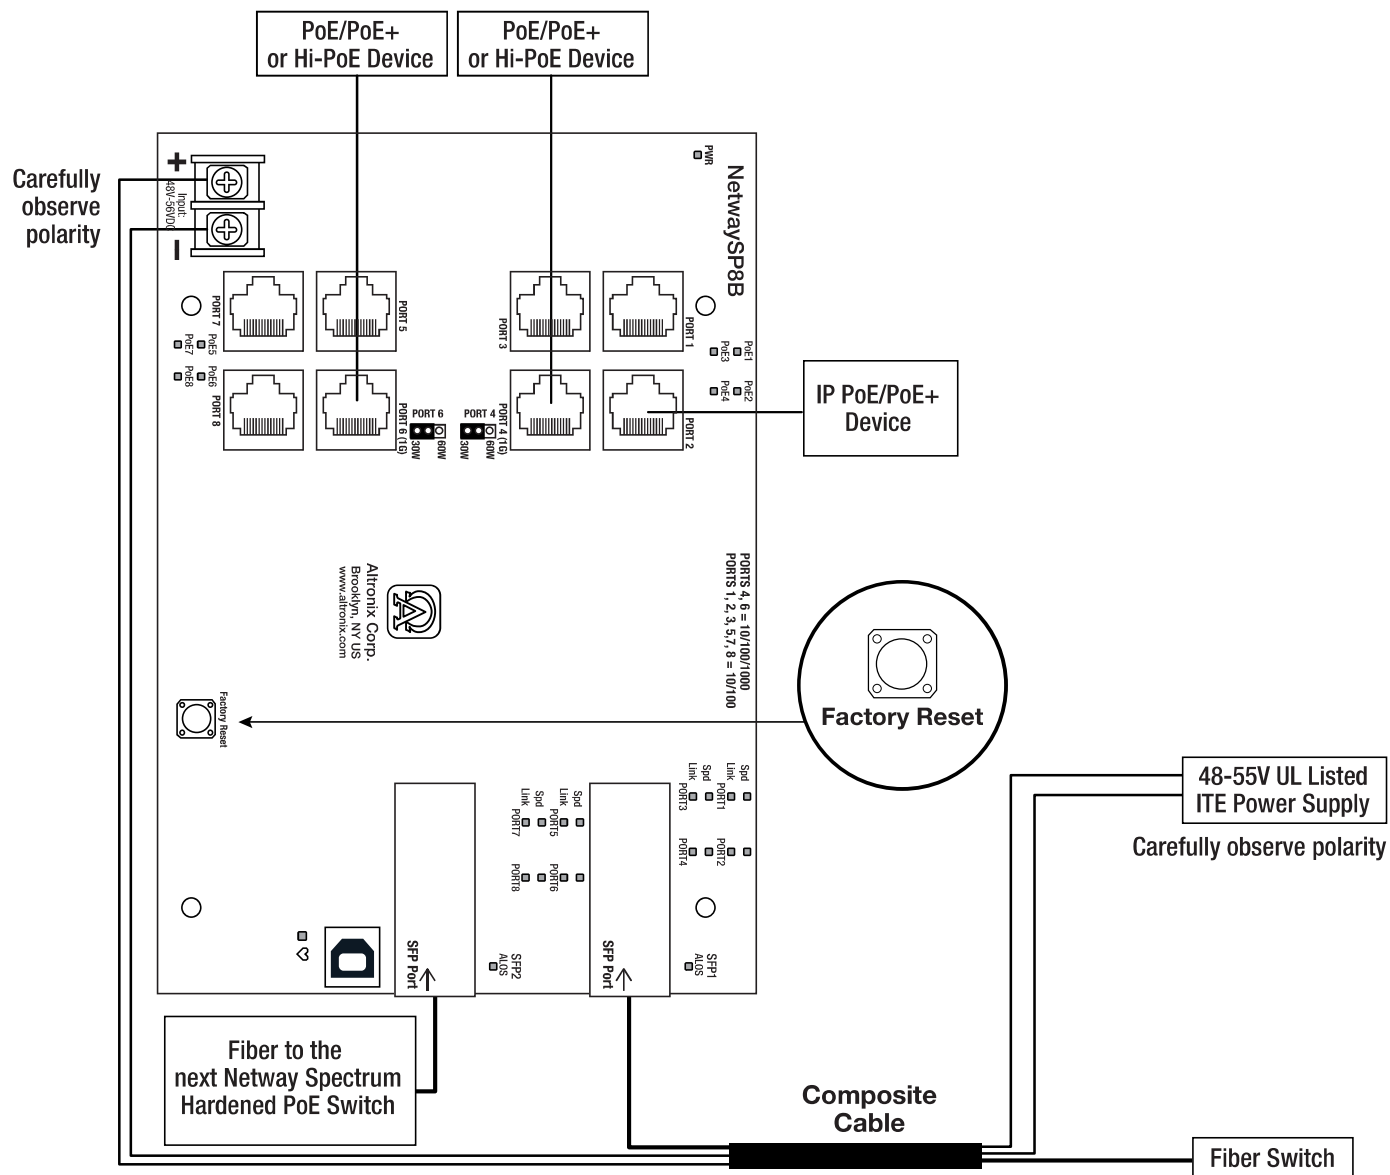 PoE/PoE+
or Hi-PoE Device
PoE/PoE+
or Hi-PoE Device
Carefully
observe
polarity
+
Input:
48V-56VDC
−
PWR
NetwaySP8B
PORT 7
PORT 5
PORT 3
PORT 1
PoE7
PoE5
PoE8
PoE6
PoE3
PoE1
PoE4
PoE2
PORT 8
PORT 6 (1G)
PORT 6
30W
60W
PORT 4
30W
60W
PORT 4 (1G)
PORT 2
IP PoE/PoE+
Device
Altronix Corp.
Brooklyn, NY US
www.altronix.com
PORTS 4, 6 = 10/100/1000
PORTS 1, 2, 3, 5,7, 8 = 10/100
Factory Reset
Factory Reset
Link
Spd
Link
Spd
PORT3
PORT1
Link
Spd
Link
Spd
PORT7
PORT5
PORT4
PORT2
PORT8
PORT6
48-55V UL Listed
ITE Power Supply
Carefully observe polarity
SFP Port
SFP2
ALOS
SFP Port
SFP1
ALOS
Fiber to the
next Netway Spectrum
Hardened PoE Switch
Composite
Cable
Fiber Switch